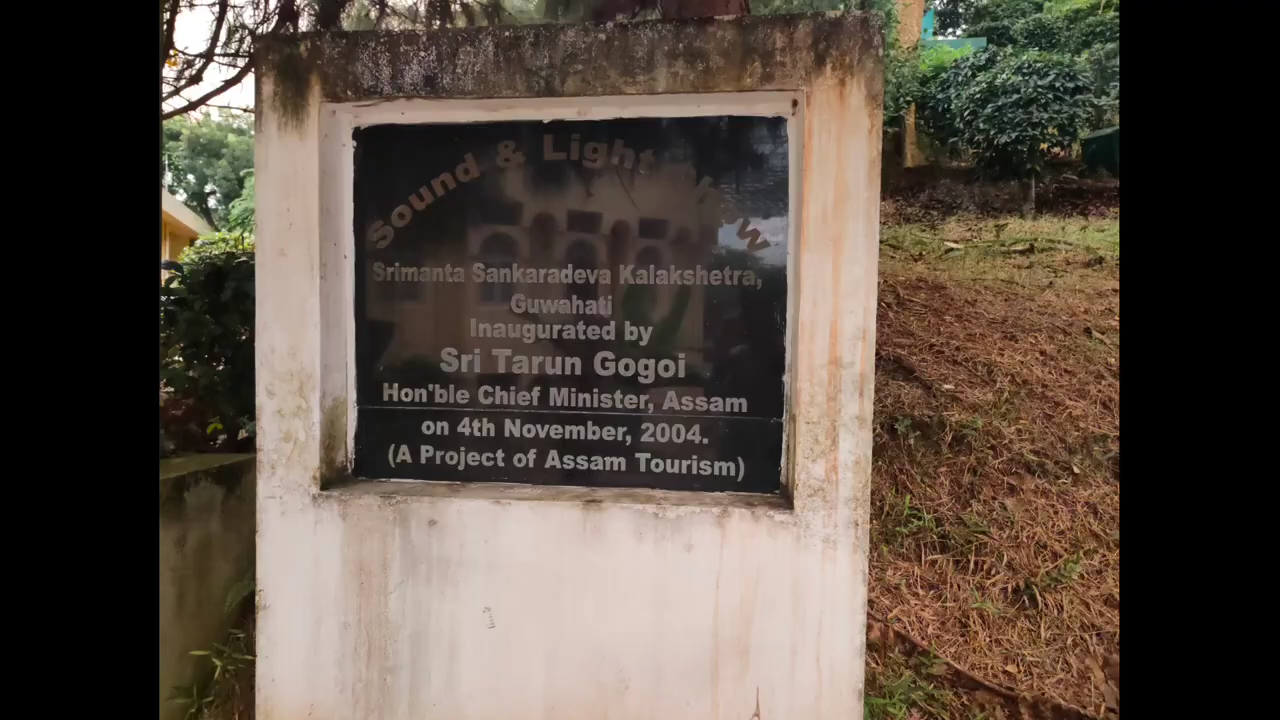 Sound & Light Show
Srimanta Sankaradeva Kalakshetra,
Guwahati
Inaugurated by
Sri Tarun Gogoi
Hon'ble Chief Minister, Assam
on 4th November, 2004.
(A Project of Assam Tourism)